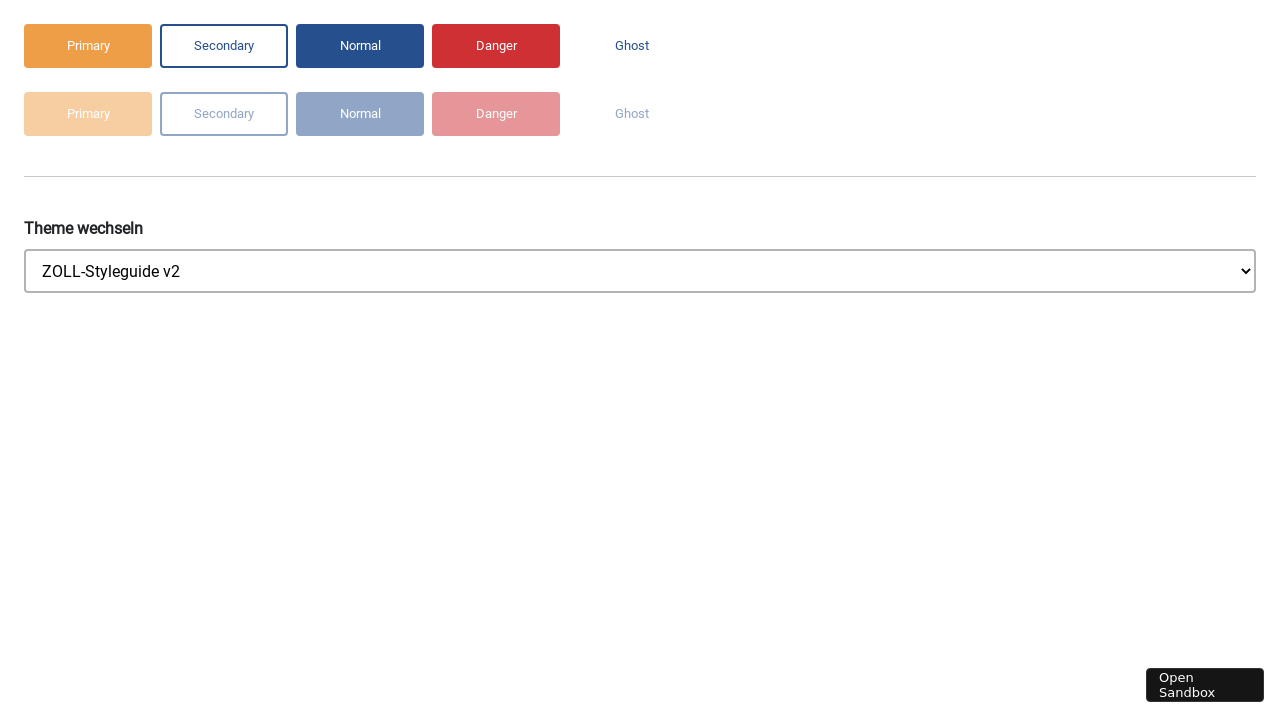 Primary Secondary Normal Danger Ghost
Primary Secondary Normal Danger Ghost
Theme wechseln
ZOLL-Styleguide v2
Open
Sandbox